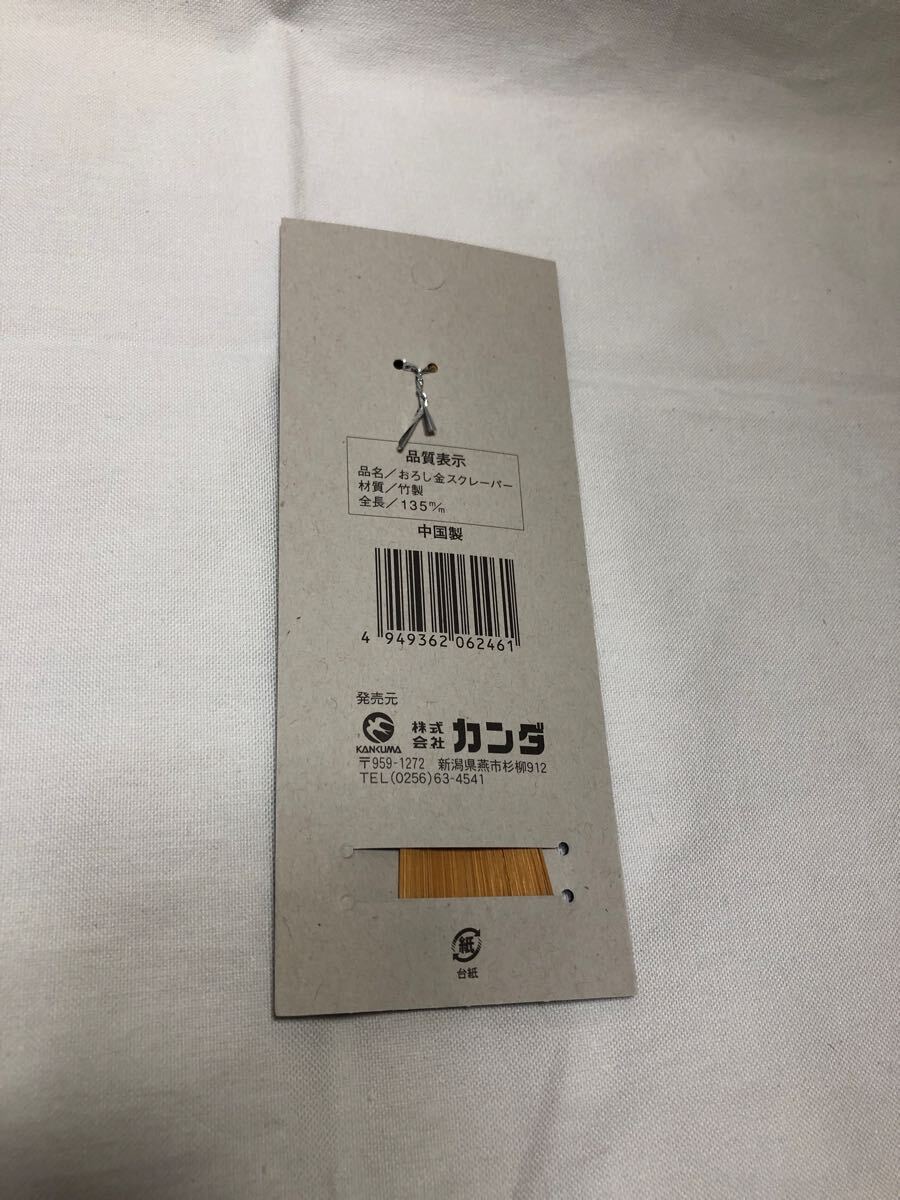 品質表示
品名／おろし金スクレーパー
材質／竹製
全長／135m/m
中国製
4 949362 062461
発売元
KANKUMA 株式会社 カンダ
〒959-1272 新潟県燕市杉柳912
TEL(0256)63-4541
紙
台紙